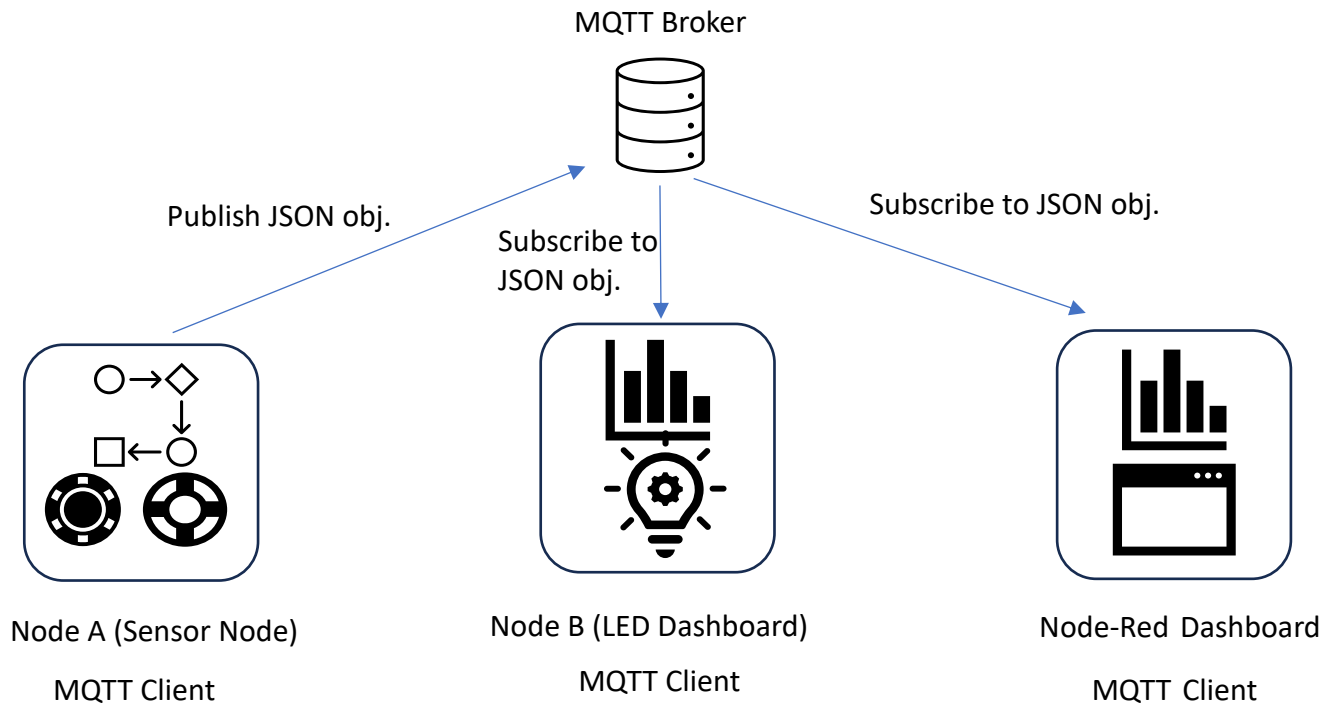 MQTT Broker
Publish JSON obj.
Subscribe to
JSON obj.
Subscribe to JSON obj.
Node A (Sensor Node)
MQTT Client
Node B (LED Dashboard)
MQTT Client
Node-Red Dashboard
MQTT Client